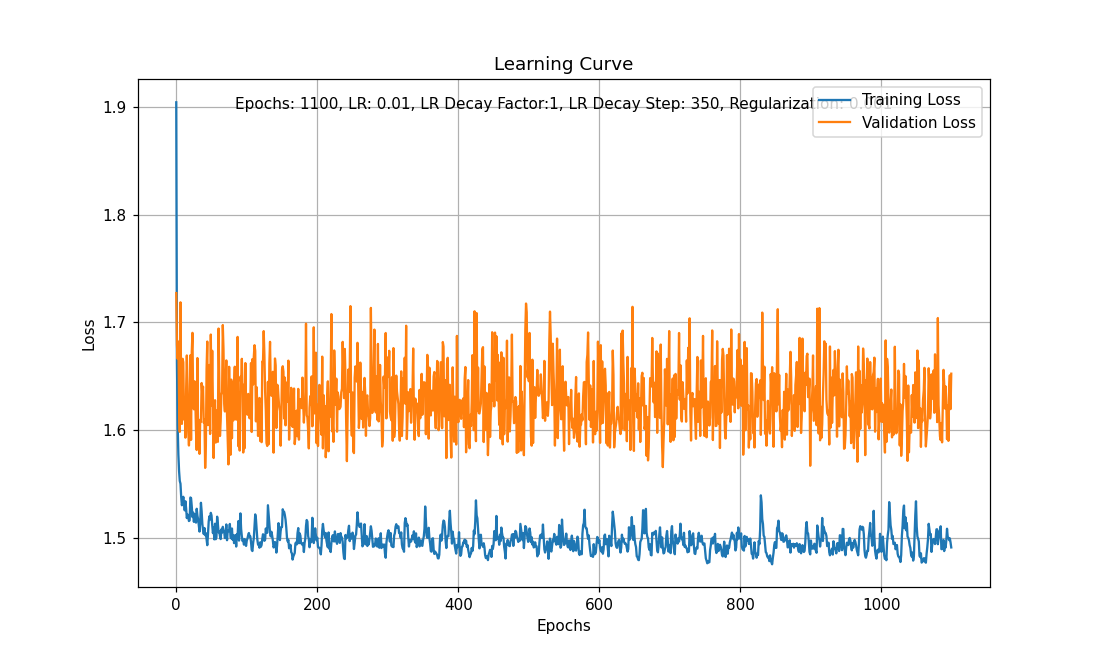 Learning Curve
Epochs: 1100, LR: 0.01, LR Decay Factor:1, LR Decay Step: 350, Regularization:
Training Loss
Validation Loss
1.9
1.8
1.7
1.6
1.5
Loss
0
200
400
600
800
1000
Epochs